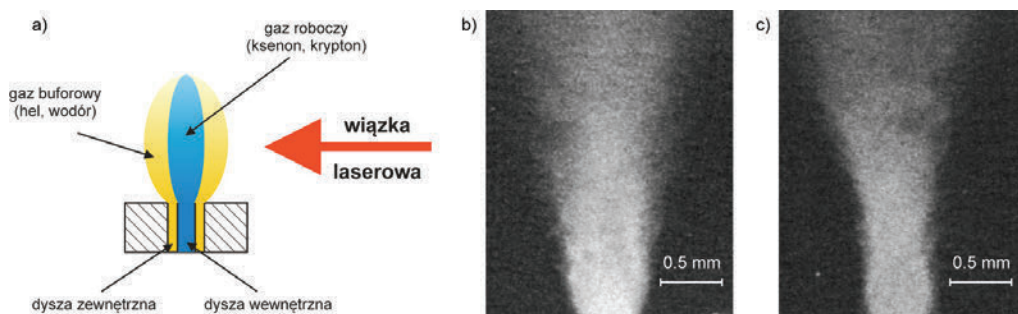 a)
gaz roboczy
(ksenon, krypton)
gaz buforowy
(hel, wodór)
wiązka
laserowa
dysza zewnętrzna
dysza wewnętrzna
b)
0.5 mm
c)
0.5 mm